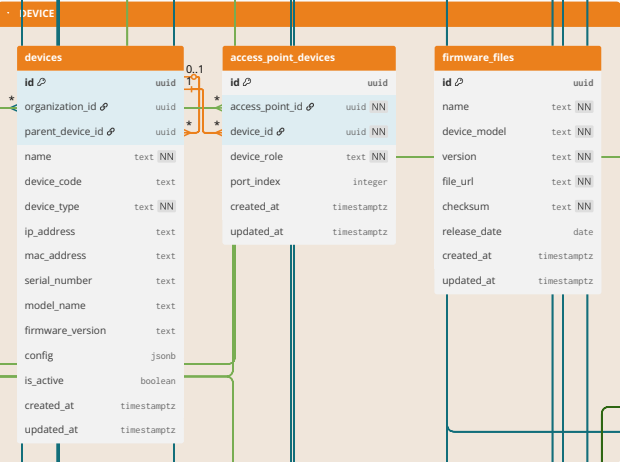 DEVICE
devices
id uuid
organization_id uuid
parent_device_id uuid
name text NN
device_code text
device_type text NN
ip_address text
mac_address text
serial_number text
model_name text
firmware_version text
config jsonb
is_active boolean
created_at timestamptz
updated_at timestamptz
*
0..1
1
*
*
*
access_point_devices
id uuid
access_point_id uuid NN
device_id uuid NN
device_role text NN
port_index integer
created_at timestamptz
updated_at timestamptz
firmware_files
id uuid
name text NN
device_model text NN
version text NN
file_url text NN
checksum text NN
release_date date
created_at timestamptz
updated_at timestamptz